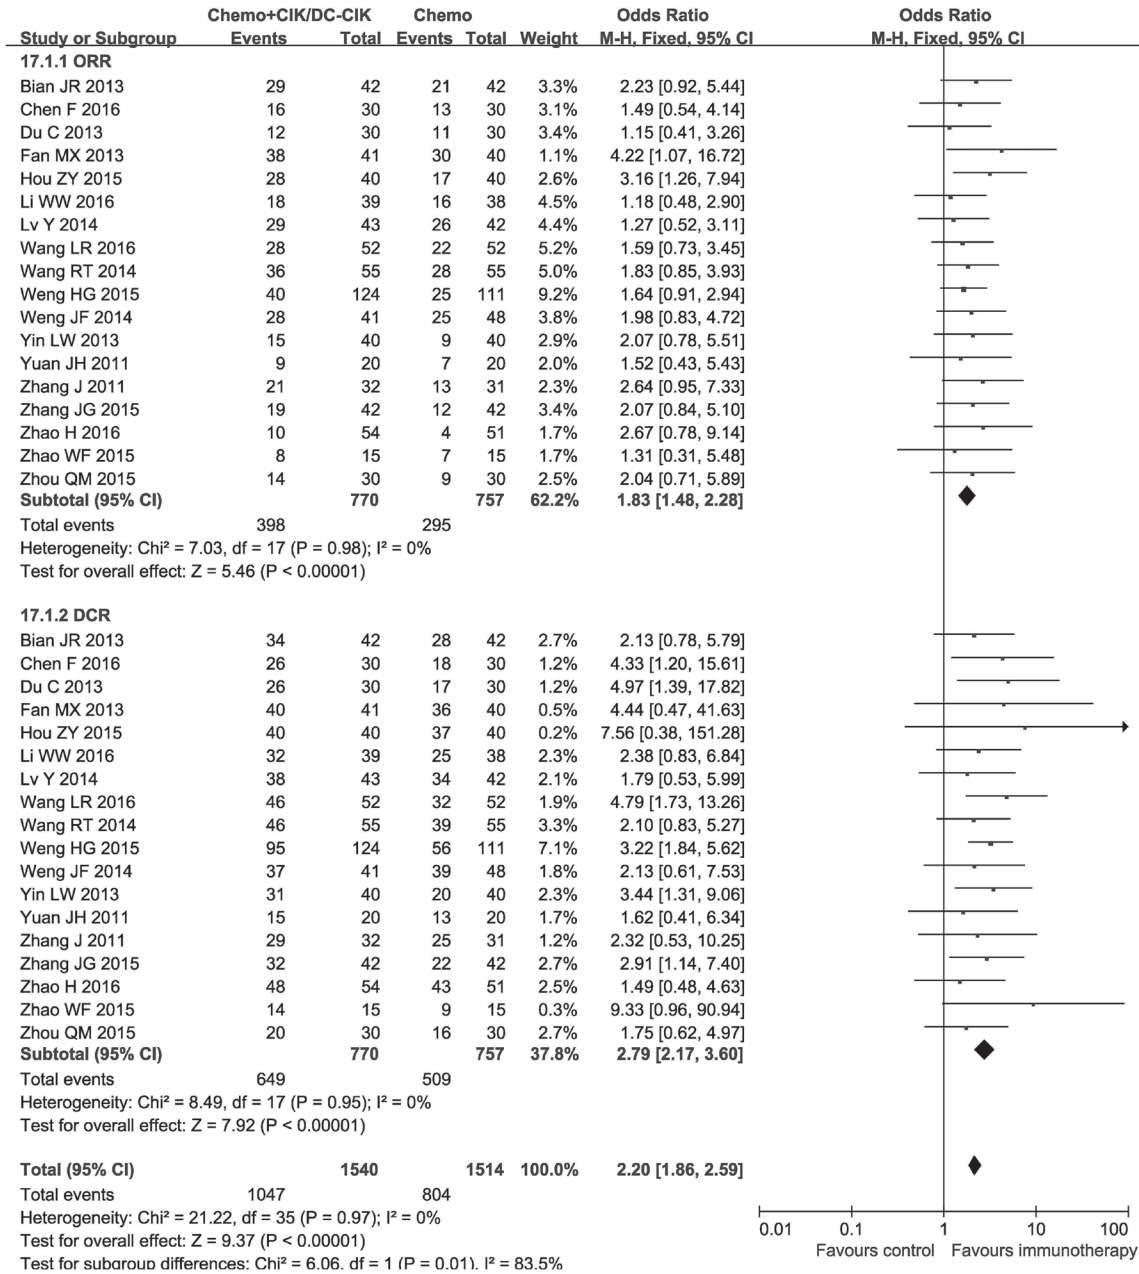 Chemo+CIK/DC-CIK Chemo Odds Ratio Odds Ratio
Study or Subgroup Events Total Events Total Weight M-H, Fixed, 95% CI M-H, Fixed, 95% CI
17.1.1 ORR
Bian JR 2013 29 42 21 42 3.3% 2.23 [0.92, 5.44]
Chen F 2016 16 30 13 30 3.1% 1.49 [0.54, 4.14]
Du C 2013 12 30 11 30 3.4% 1.15 [0.41, 3.26]
Fan MX 2013 38 41 30 40 1.1% 4.22 [1.07, 16.72]
Hou ZY 2015 28 40 17 40 2.6% 3.16 [1.26, 7.94]
Li WW 2016 18 39 16 38 4.5% 1.18 [0.48, 2.90]
Lv Y 2014 29 43 26 42 4.4% 1.27 [0.52, 3.11]
Wang LR 2016 28 52 22 52 5.2% 1.59 [0.73, 3.45]
Wang RT 2014 36 55 28 55 5.0% 1.83 [0.85, 3.93]
Weng HG 2015 40 124 25 111 9.2% 1.64 [0.91, 2.94]
Weng JF 2014 28 41 25 48 3.8% 1.98 [0.83, 4.72]
Yin LW 2013 15 40 9 40 2.9% 2.07 [0.78, 5.51]
Yuan JH 2011 9 20 7 20 2.0% 1.52 [0.43, 5.43]
Zhang J 2011 21 32 13 31 2.3% 2.64 [0.95, 7.33]
Zhang JG 2015 19 42 12 42 3.4% 2.07 [0.84, 5.10]
Zhao H 2016 10 54 4 51 1.7% 2.67 [0.78, 9.14]
Zhao WF 2015 8 15 7 15 1.9% 1.31 [0.31, 5.48]
Zhou QM 2015 14 30 9 30 2.5% 2.04 [0.71, 5.89]
Subtotal (95% CI) 770 757 62.2% 1.83 [1.48, 2.28]
Total events 398 295
Heterogeneity: Chi² = 7.03, df = 17 (P = 0.98); I² = 0%
Test for overall effect: Z = 5.46 (P < 0.00001)
17.1.2 DCR
Bian JR 2013 34 42 28 42 2.7% 2.13 [0.78, 5.79]
Chen F 2016 26 30 18 30 1.2% 4.33 [1.20, 15.61]
Du C 2013 26 30 17 30 1.2% 4.97 [1.39, 17.82]
Fan MX 2013 40 41 36 40 0.5% 4.44 [0.47, 41.63]
Hou ZY 2015 40 40 37 40 0.2% 7.56 [0.38, 151.28]
Li WW 2016 32 39 25 38 2.3% 2.38 [0.83, 6.84]
Lv Y 2014 38 43 34 42 2.1% 1.79 [0.53, 5.99]
Wang LR 2016 46 52 32 52 1.9% 4.79 [1.73, 13.26]
Wang RT 2014 46 55 39 55 3.3% 2.10 [0.83, 5.27]
Weng HG 2015 95 124 56 111 7.1% 3.22 [1.84, 5.62]
Weng JF 2014 37 41 39 48 1.8% 2.13 [0.61, 7.53]
Yin LW 2013 31 40 20 40 2.3% 3.44 [1.31, 9.06]
Yuan JH 2011 15 20 13 20 1.7% 1.62 [0.41, 6.34]
Zhang J 2011 29 32 25 31 1.2% 2.32 [0.53, 10.25]
Zhang JG 2015 32 42 22 42 2.7% 2.91 [1.14, 7.40]
Zhao H 2016 48 54 43 51 2.5% 1.49 [0.48, 4.63]
Zhao WF 2015 14 15 9 15 0.3% 9.33 [0.96, 90.94]
Zhou QM 2015 20 30 16 30 2.7% 1.75 [0.62, 4.97]
Subtotal (95% CI) 770 757 37.8% 2.79 [2.17, 3.60]
Total events 649 509
Heterogeneity: Chi² = 8.49, df = 17 (P = 0.95); I² = 0%
Test for overall effect: Z = 7.92 (P < 0.00001)
Total (95% CI) 1540 1514 100.0% 2.20 [1.86, 2.59]
Total events 1047 804
Heterogeneity: Chi² = 21.22, df = 35 (P = 0.97); I² = 0%
Test for overall effect: Z = 9.37 (P < 0.00001)
Test for subgroup differences: Chi² = 6.06, df = 1 (P = 0.01), I² = 83.5%
0.01 0.1 1 10 100
Favours control Favours immunotherapy